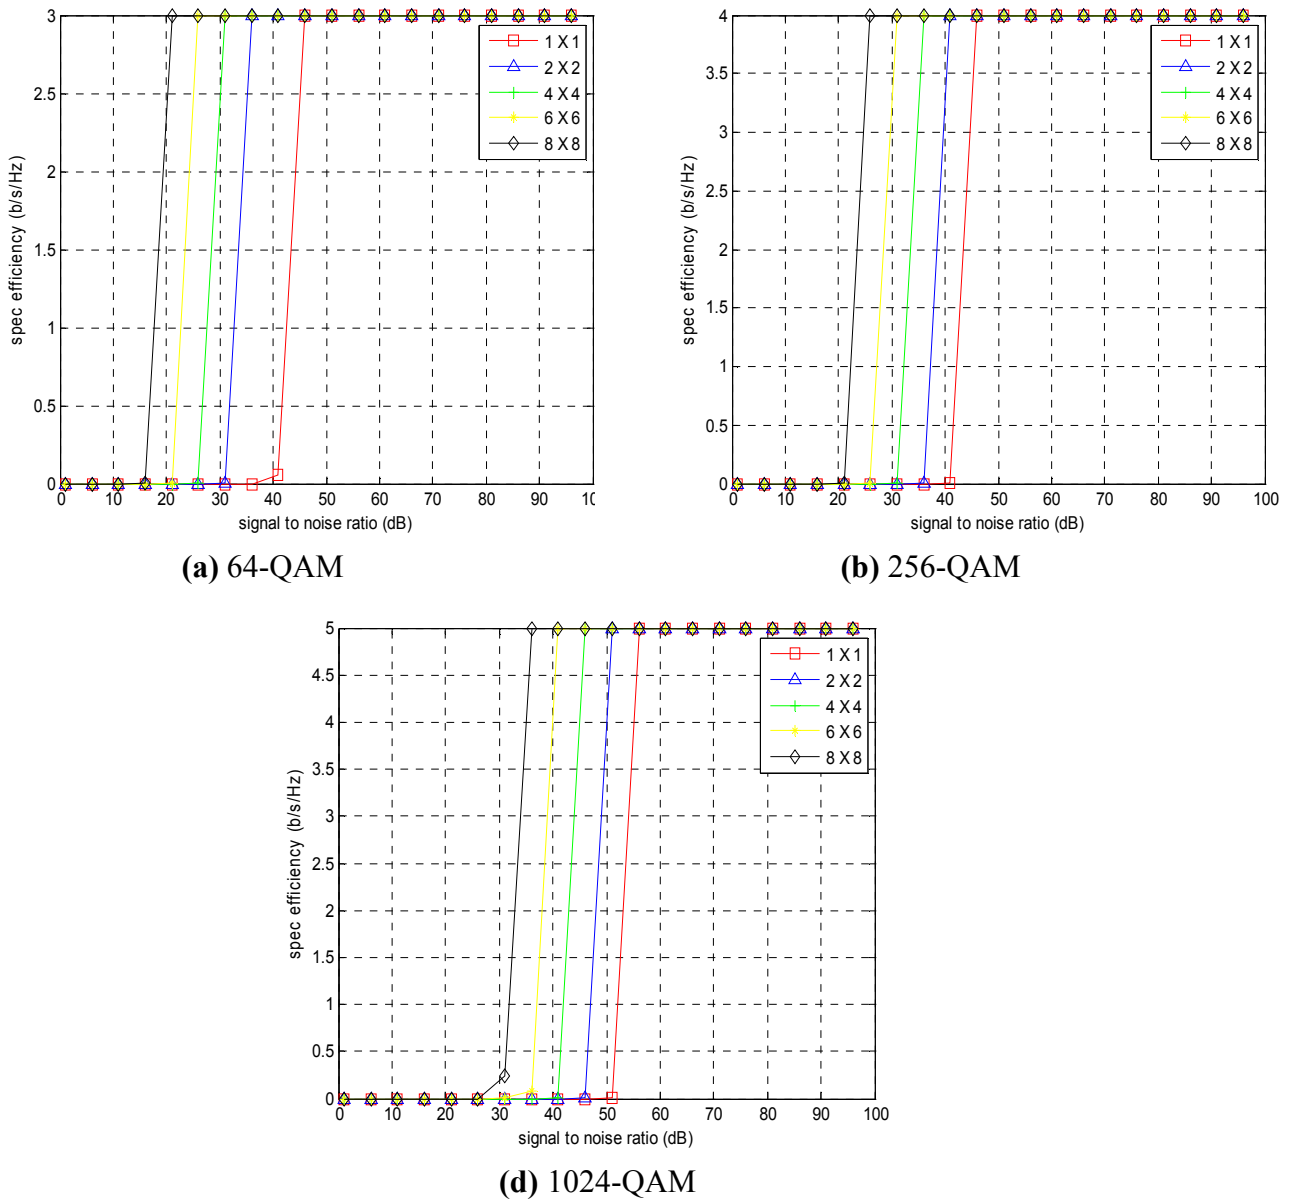 3
2.5
2
1.5
1
0.5
0
0 10 20 30 40 50 60 70 80 90 10
spec efficiency (b/s/Hz)
signal to noise ratio (dB)
1 X 1
2 X 2
4 X 4
6 X 6
8 X 8
(a) 64-QAM
4
3.5
3
2.5
2
1.5
1
0.5
0
0 10 20 30 40 50 60 70 80 90 100
spec efficiency (b/s/Hz)
signal to noise ratio (dB)
1 X 1
2 X 2
4 X 4
6 X 6
8 X 8
(b) 256-QAM
5
4.5
4
3.5
3
2.5
2
1.5
1
0.5
0
0 10 20 30 40 50 60 70 80 90 100
spec efficiency (b/s/Hz)
signal to noise ratio (dB)
1 X 1
2 X 2
4 X 4
6 X 6
8 X 8
(d) 1024-QAM